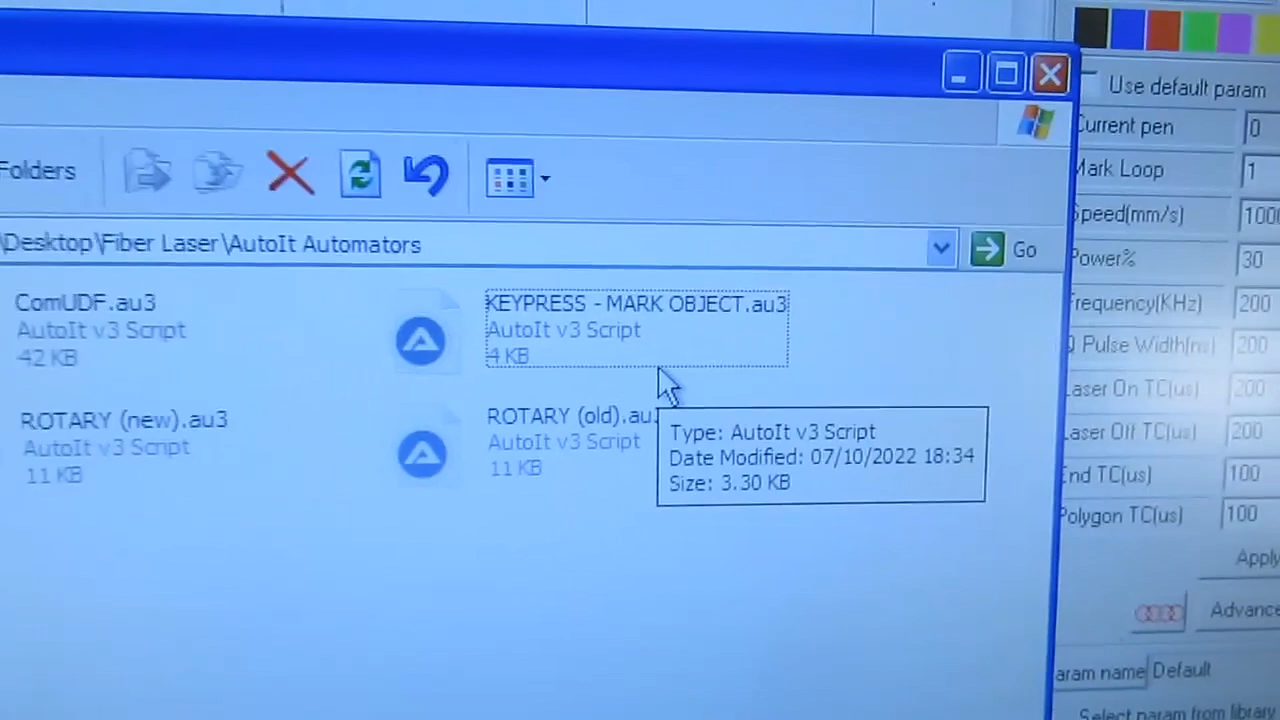 Use default param
Current pen
0
Mark Loop
1
Folders
Speed(mm/s)
\Desktop\Fiber Laser\AutoIt Automators
Go
Power%
30
ComUDF.au3
AutoIt v3 Script
42 KB
KEYPRESS - MARK OBJECT.au3
AutoIt v3 Script
4 KB
Frequency(KHz)
200
Q Pulse Width(ns)
200
Laser On TC(us)
200
Laser Off TC(us)
200
End TC(us)
100
Polygon TC(us)
100
ROTARY (new).au3
AutoIt v3 Script
11 KB
ROTARY (old).au
AutoIt v3 Script
11 KB
Type: AutoIt v3 Script
Date Modified: 07/10/2022 18:34
Size: 3.30 KB
Apply
Advance
aram name
Default
Select param from library